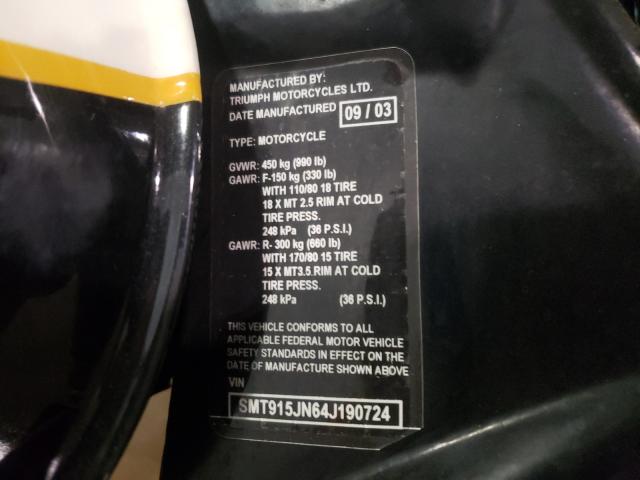 MANUFACTURED BY:
TRIUMPH MOTORCYCLES LTD.
DATE MANUFACTURED 09 / 03
TYPE: MOTORCYCLE
GVWR: 450 kg (990 lb)
GAWR: F-150 kg (330 lb)
WITH 110/80 18 TIRE
18 X MT 2.5 RIM AT COLD
TIRE PRESS.
248 kPa (36 P.S.I.)
GAWR: R- 300 kg (660 lb)
WITH 170/80 15 TIRE
15 X MT3.5 RIM AT COLD
TIRE PRESS.
248 kPa (36 P.S.I.)
THIS VEHICLE CONFORMS TO ALL
APPLICABLE FEDERAL MOTOR VEHICLE
SAFETY STANDARDS IN EFFECT ON THE
DATE OF MANUFACTURE SHOWN ABOVE
VIN
SMT915JN64J190724